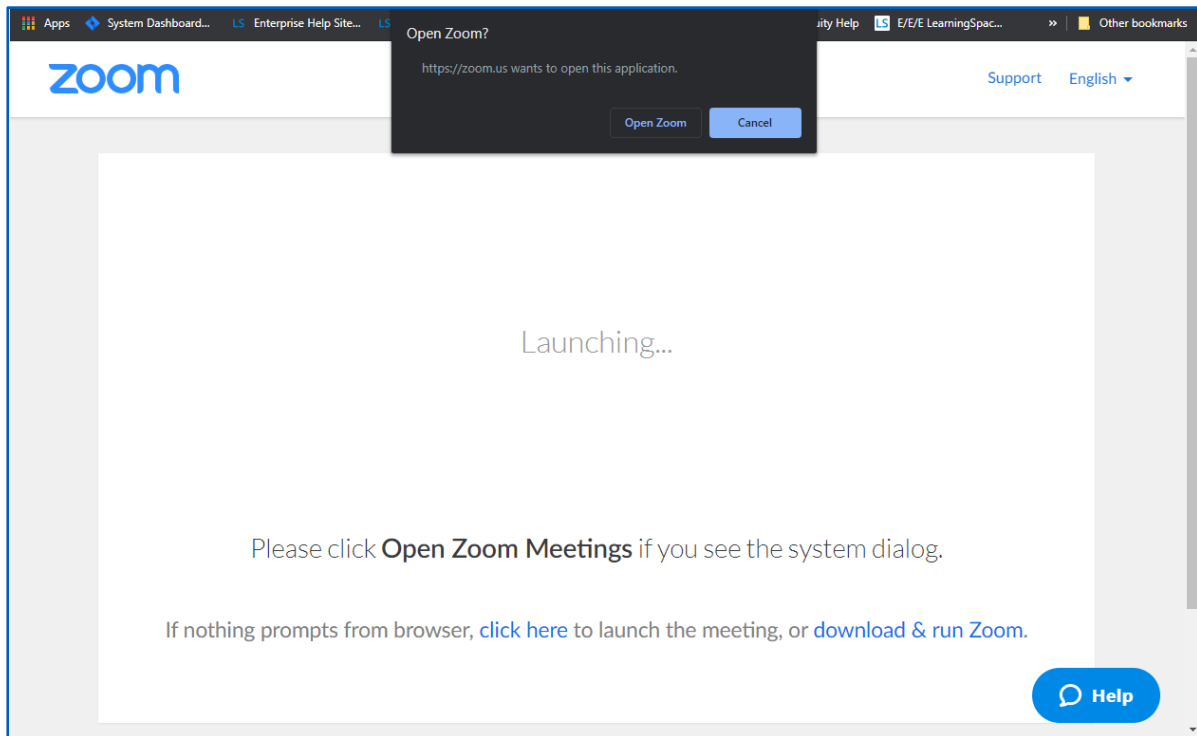 Apps System Dashboard... LS Enterprise Help Site... LS uity Help LS E/E/E LearningSpac... » Other bookmarks
Open Zoom?
https://zoom.us wants to open this application.
Open Zoom Cancel
zoom Support English
Launching...
Please click Open Zoom Meetings if you see the system dialog.
If nothing prompts from browser, click here to launch the meeting, or download & run Zoom.
Help